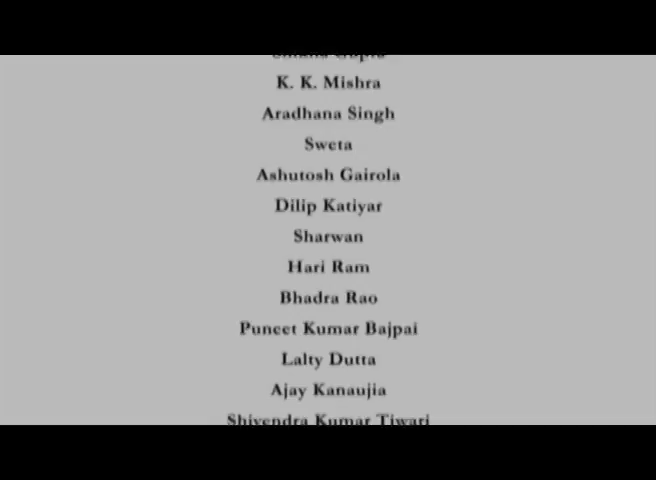 K. K. Mishra
Aradhana Singh
Sweta
Ashutosh Gairola
Dilip Katiyar
Sharwan
Hari Ram
Bhadra Rao
Puneet Kumar Bajpai
Lalty Dutta
Ajay Kanaujia
Shivendra Kumar Tiwari